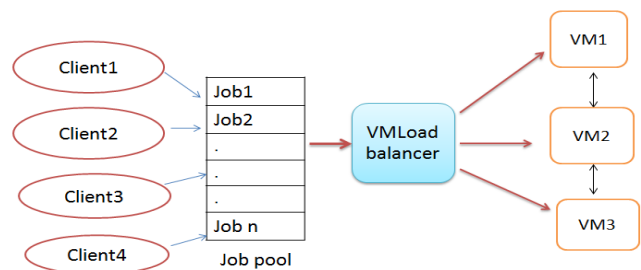 Client1
Client2
Client3
Client4
Job1
Job2
.
.
.
Job n
Job pool
VMLoad
balancer
VM1
VM2
VM3